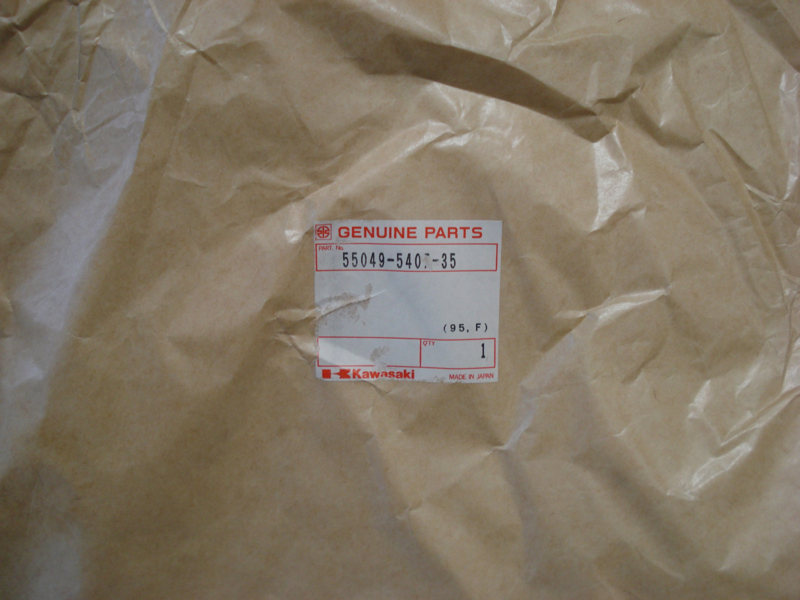 GENUINE PARTS
PART. No.
(95, F)
QTY.
1
Kawasaki
MADE IN JAPAN